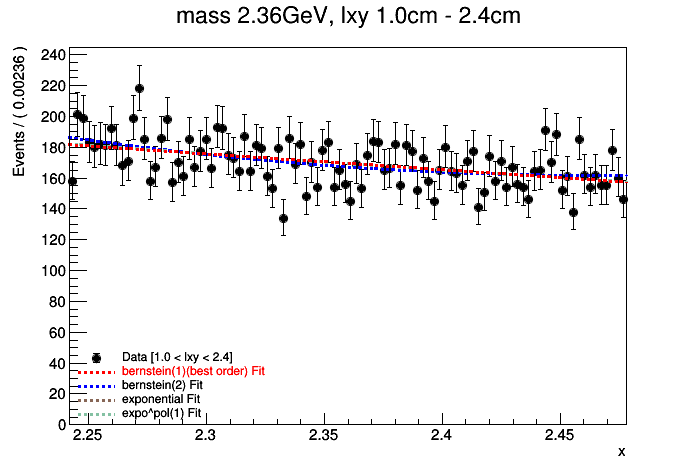 mass 2.36GeV, lxy 1.0cm - 2.4cm
Events / ( 0.00236 )
240
220
200
180
160
140
120
100
80
60
40
20
0
Data [1.0 < lxy < 2.4]
bernstein(1)(best order) Fit
bernstein(2) Fit
exponential Fit
expo^pol(1) Fit
2.25 2.3 2.35 2.4 2.45
x